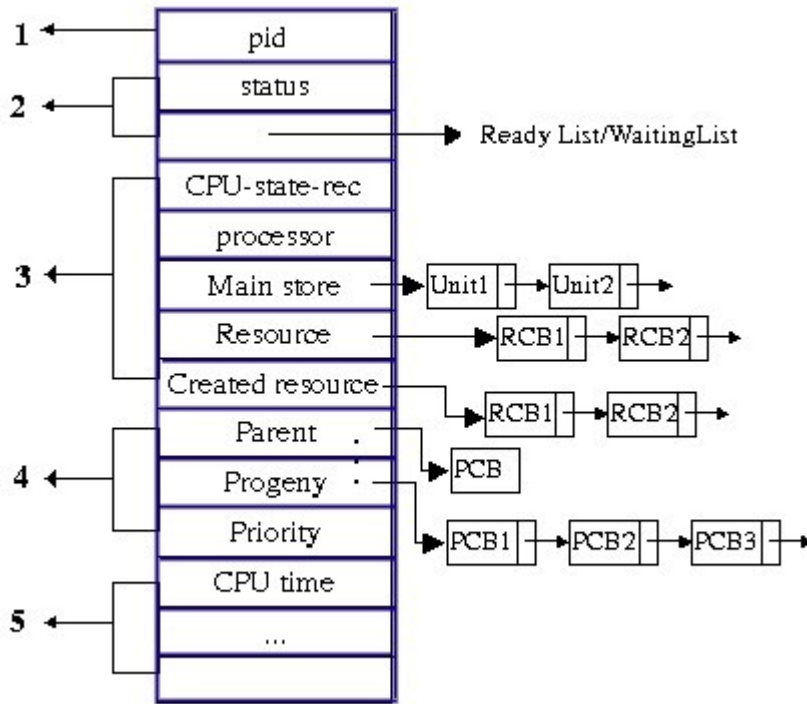 1
pid
2
status
Ready List/WaitingList
3
CPU-state-rec
processor
Main store
Unit1
Unit2
Resource
RCB1
RCB2
Created resource
RCB1
RCB2
4
Parent
PCB
Progeny
PCB1
PCB2
PCB3
Priority
5
CPU time
...